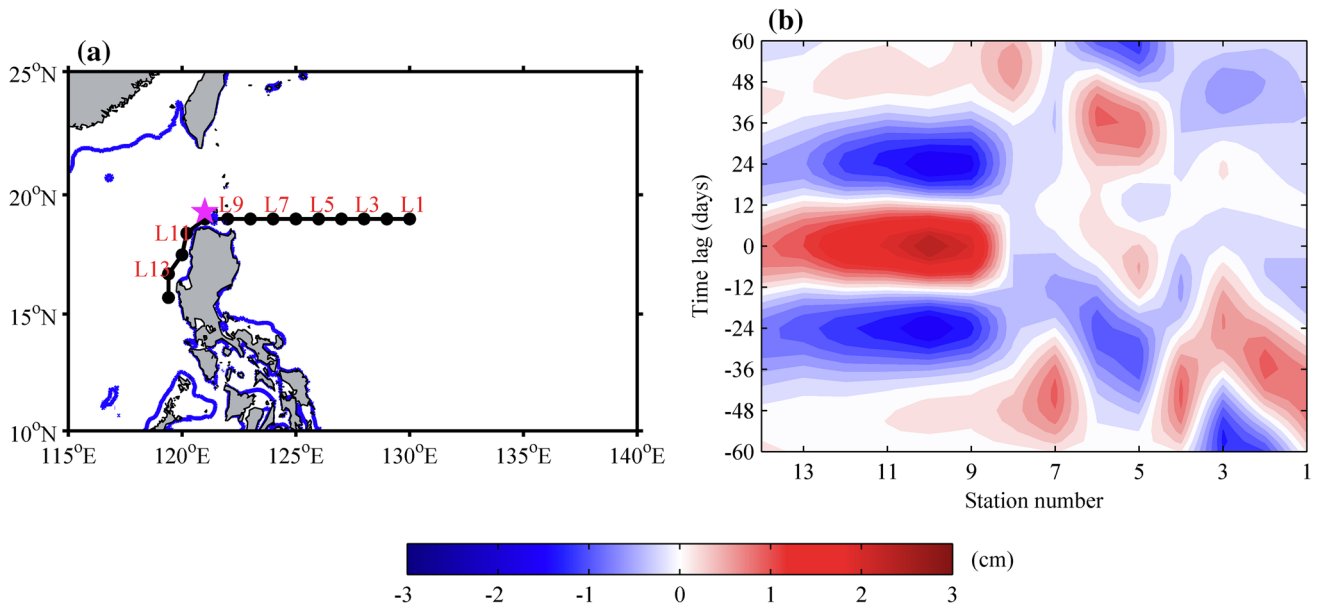 (a)
25°N
20°N
15°N
10°N
115°E 120°E 125°E 130°E 135°E 140°E
L9 L7 L5 L3 L1
L11
L13
(b)
Time lag (days)
60
48
36
24
12
0
-12
-24
-36
-48
-60
13 11 9 7 5 3 1
Station number
(cm)
-3 -2 -1 0 1 2 3